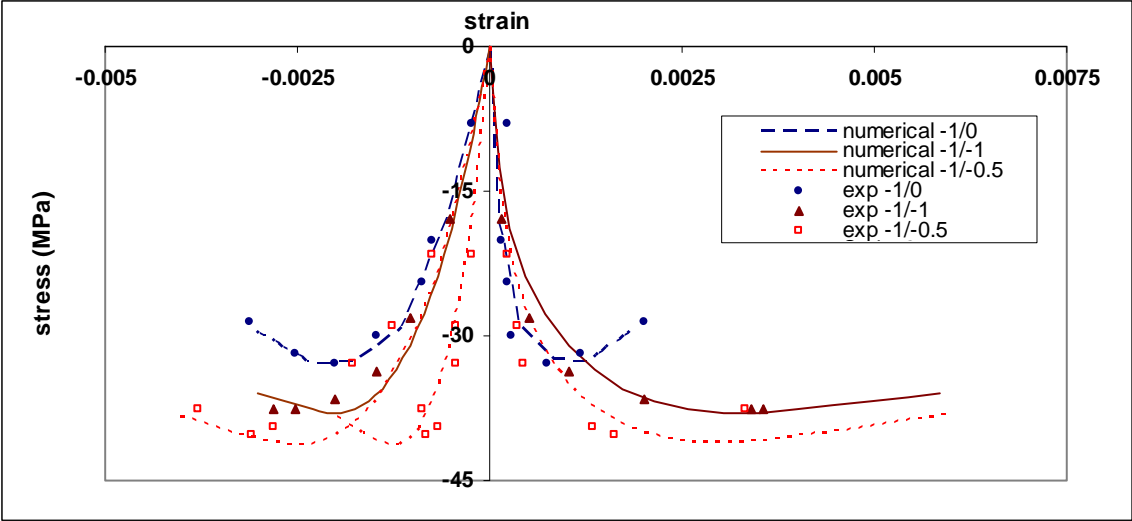 strain
0
-0.005 -0.0025 0 0.0025 0.005 0.0075
numerical -1/0
numerical -1/-1
numerical -1/-0.5
exp -1/0
exp -1/-1
exp -1/-0.5
-15
-30
-45
stress (MPa)